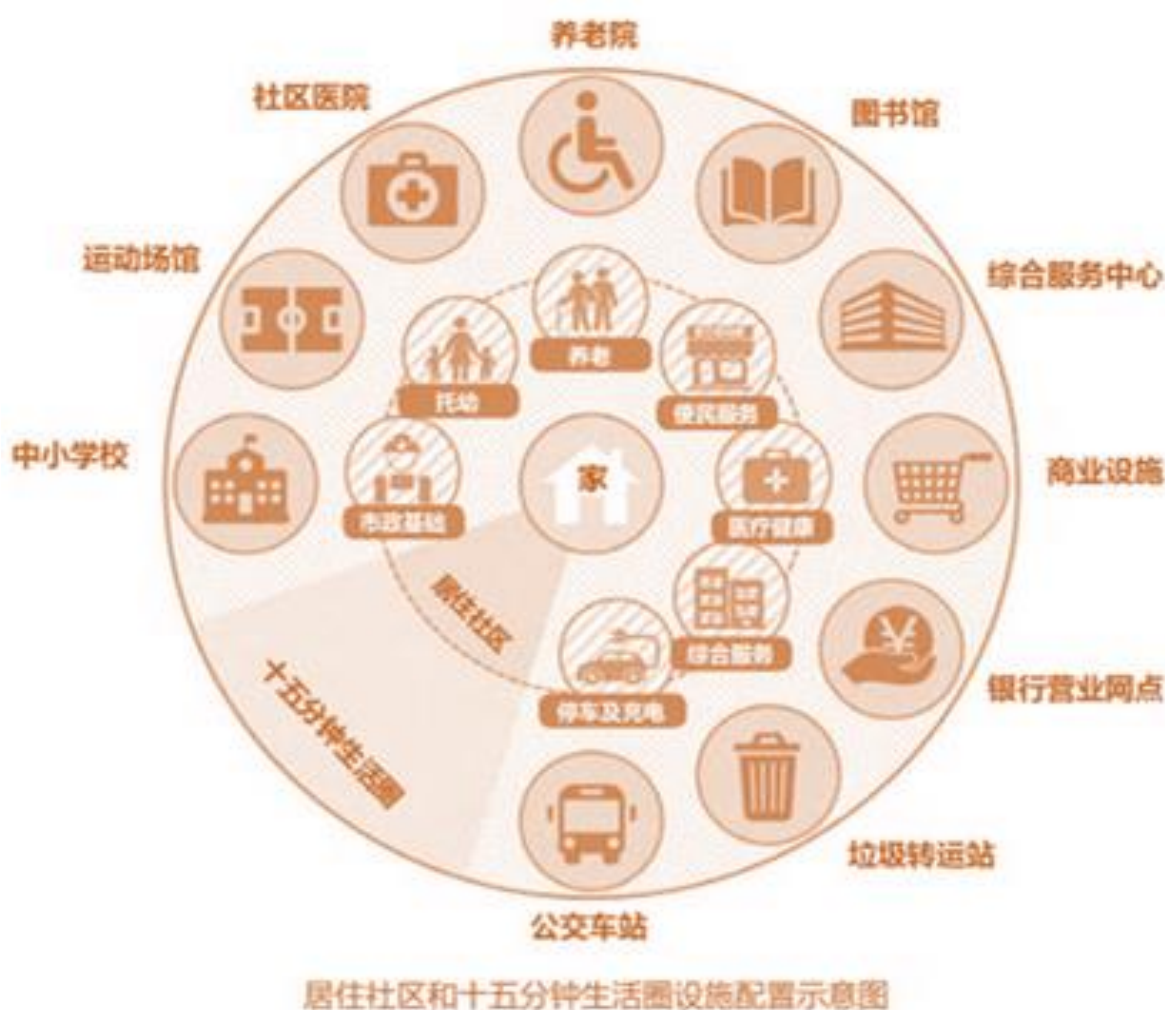 养老院
社区医院
图书馆
运动场馆
综合服务中心
养老
托幼
便民服务
中小学校
家
商业设施
市政基础
医疗健康
居住社区
综合服务
十五分钟生活圈
停车及充电
银行营业网点
垃圾转运站
公交车站
居住社区和十五分钟生活圈设施配置示意图